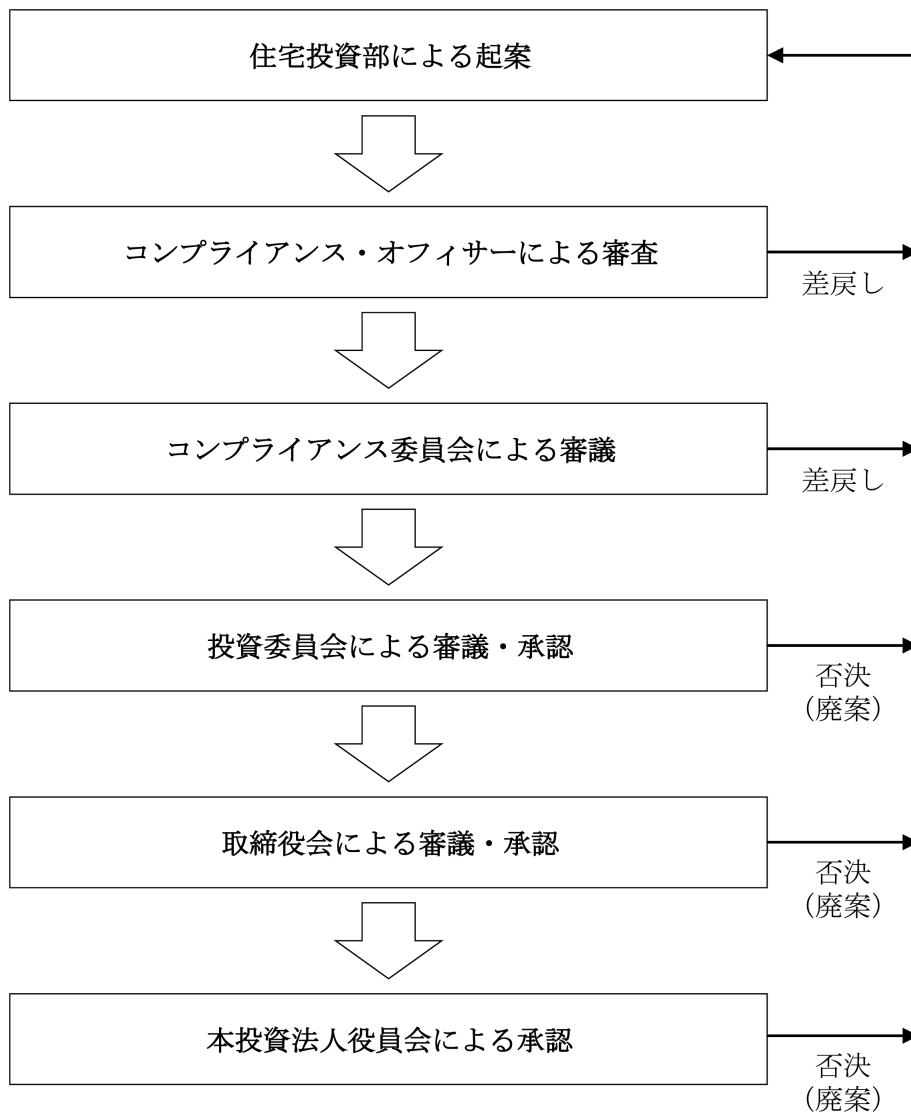 住宅投資部による起案
コンプライアンス・オフィサーによる審査
差戻し
コンプライアンス委員会による審議
差戻し
投資委員会による審議・承認
否決
（廃案）
取締役会による審議・承認
否決
（廃案）
本投資法人役員会による承認
否決
（廃案）